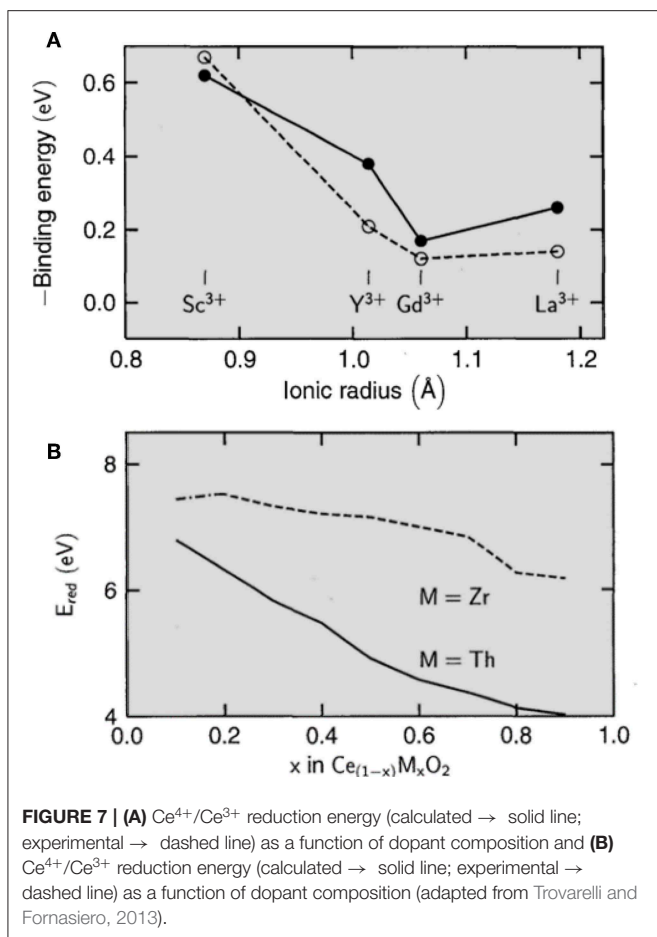 A
−Binding energy (eV)
0.6
0.4
0.2
0.0
Sc³⁺
Y³⁺ Gd³⁺
La³⁺
0.8 0.9 1.0 1.1 1.2
Ionic radius (Å)
B
E_red (eV)
8
6
4
M = Zr
M = Th
0.0 0.2 0.4 0.6 0.8 1.0
x in Ce₍₁₋ₓ₎MₓO₂
FIGURE 7 | (A) Ce⁴⁺/Ce³⁺ reduction energy (calculated → solid line;
experimental → dashed line) as a function of dopant composition and (B)
Ce⁴⁺/Ce³⁺ reduction energy (calculated → solid line; experimental →
dashed line) as a function of dopant composition (adapted from Trovarelli and
Fornasiero, 2013).